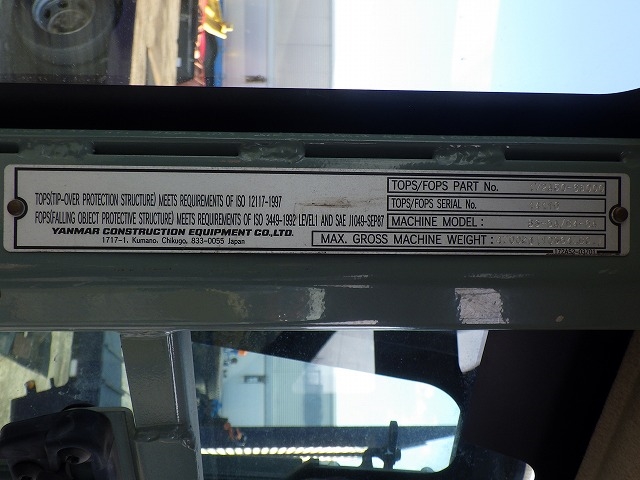 TOPS(TIP-OVER PROTECTION STRUCTURE) MEETS REQUIREMENTS OF ISO 12117-1997
FOPS(FALLING OBJECT PROTECTIVE STRUCTURE) MEETS REQUIREMENTS OF ISO 3449-1992 LEVEL1 AND SAE J1049-SEP87
YANMAR CONSTRUCTION EQUIPMENT CO.,LTD.
1717-1, Kumano, Chikugo, 833-0055 Japan
TOPS/FOPS PART No.
TOPS/FOPS SERIAL No.
MACHINE MODEL:
MAX. GROSS MACHINE WEIGHT: